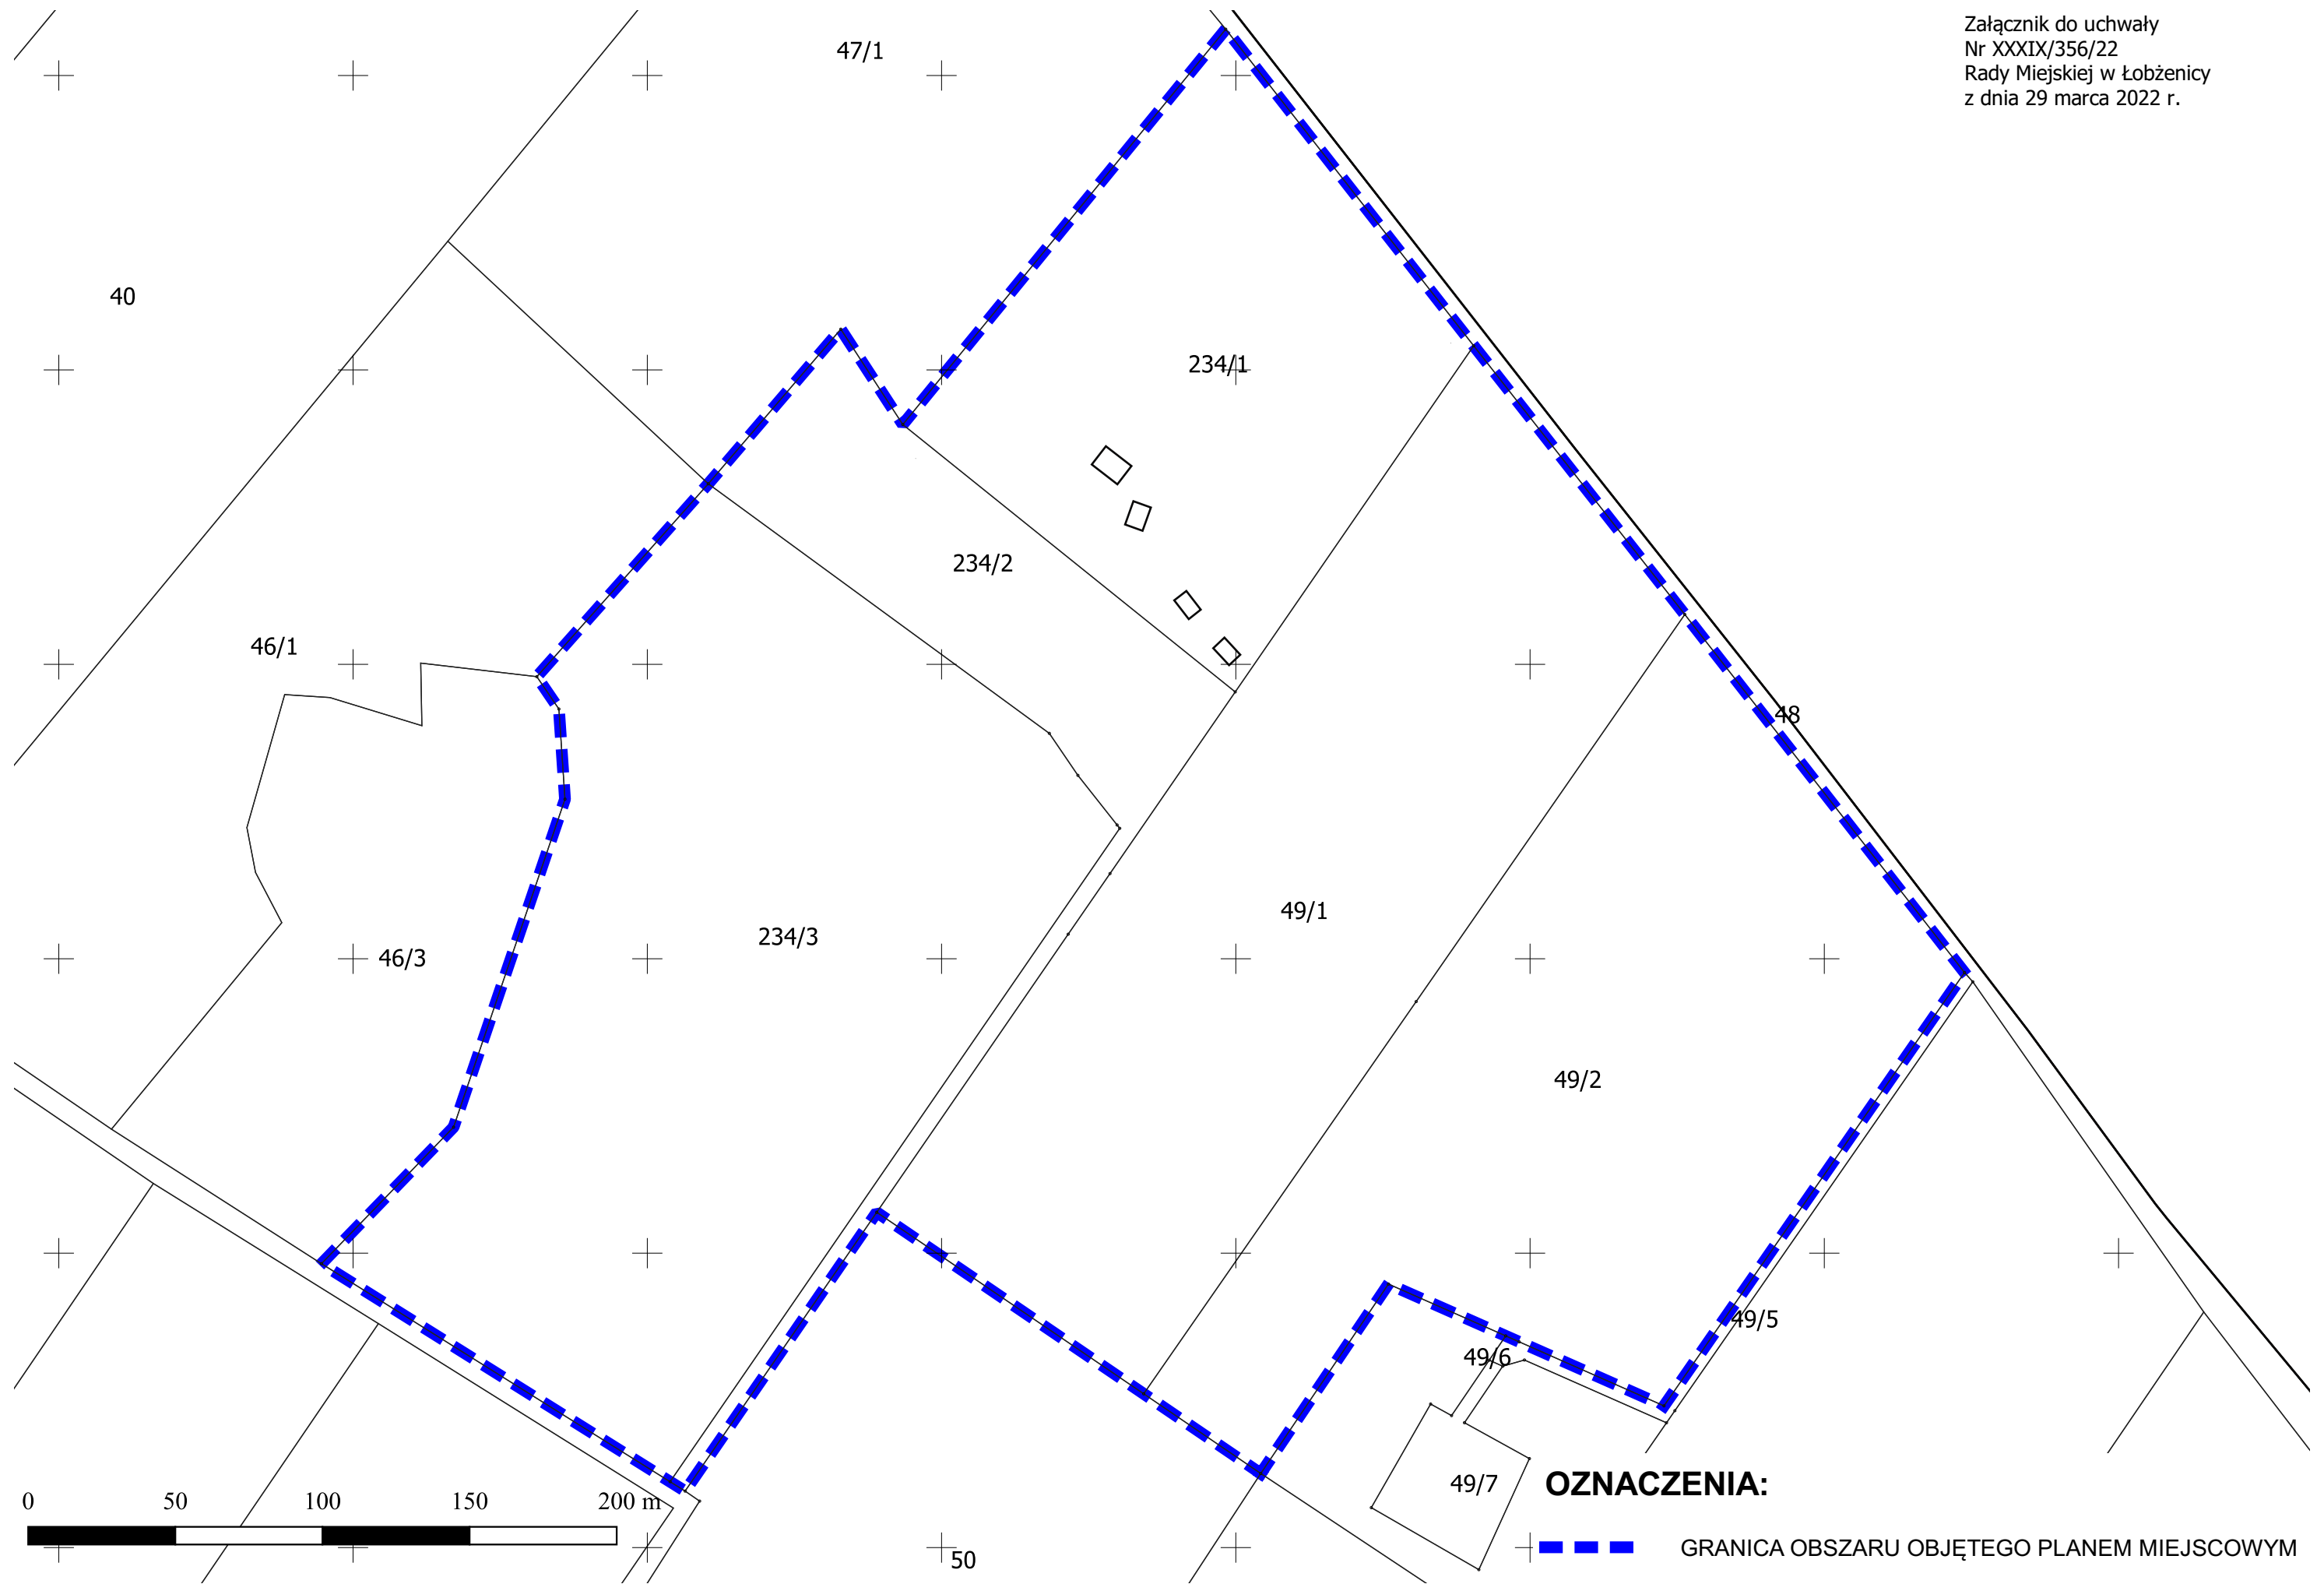 Załącznik do uchwały
Nr XXXIX/356/22
Rady Miejskiej w Łobżenicy
z dnia 29 marca 2022 r.
47/1
40
234/1
234/2
46/1
48
49/1
234/3
46/3
49/2
49/5
49/6
49/7
50
0 50 100 150 200 m
OZNACZENIA:
GRANICA OBSZARU OBJĘTEGO PLANEM MIEJSCOWYM